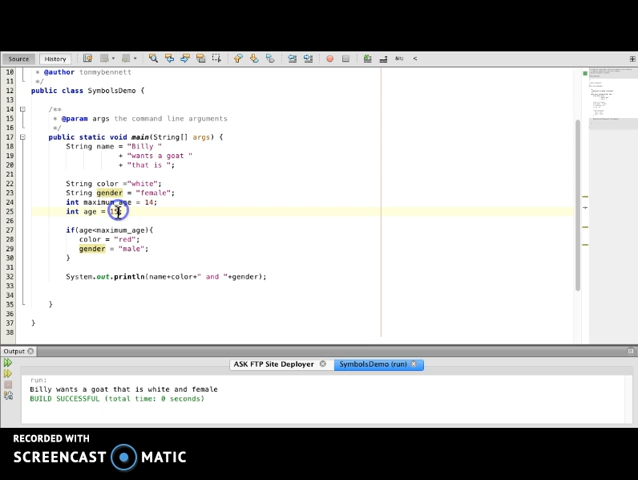 Source History
10 * @author tommybennett
11 */
12 public class SymbolsDemo {
13
14 /**
15 * @param args the command line arguments
16 */
17 public static void main(String[] args) {
18 String name = "Billy "
19 + "wants a goat "
20 + "that is ";
21
22 String color ="white";
23 String gender = "female";
24 int maximum_age = 14;
25 int age =
26
27 if(age<maximum_age){
28 color = "red";
29 gender = "male";
30 }
31
32 System.out.println(name+color+" and "+gender);
33
34
35 }
36
37 }
38
Output
ASK FTP Site Deployer SymbolsDemo (run)
run:
Billy wants a goat that is white and female
BUILD SUCCESSFUL (total time: 0 seconds)
RECORDED WITH
SCREENCAST MATIC